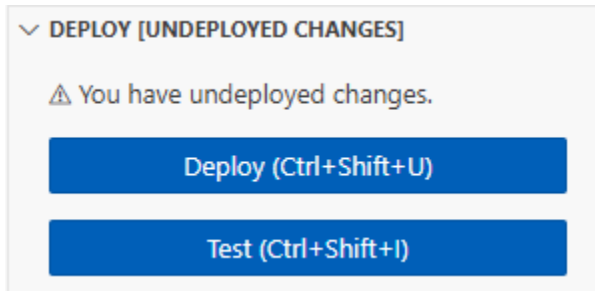 DEPLOY [UNDEPLOYED CHANGES]
⚠ You have undeployed changes.
Deploy (Ctrl+Shift+U)
Test (Ctrl+Shift+I)